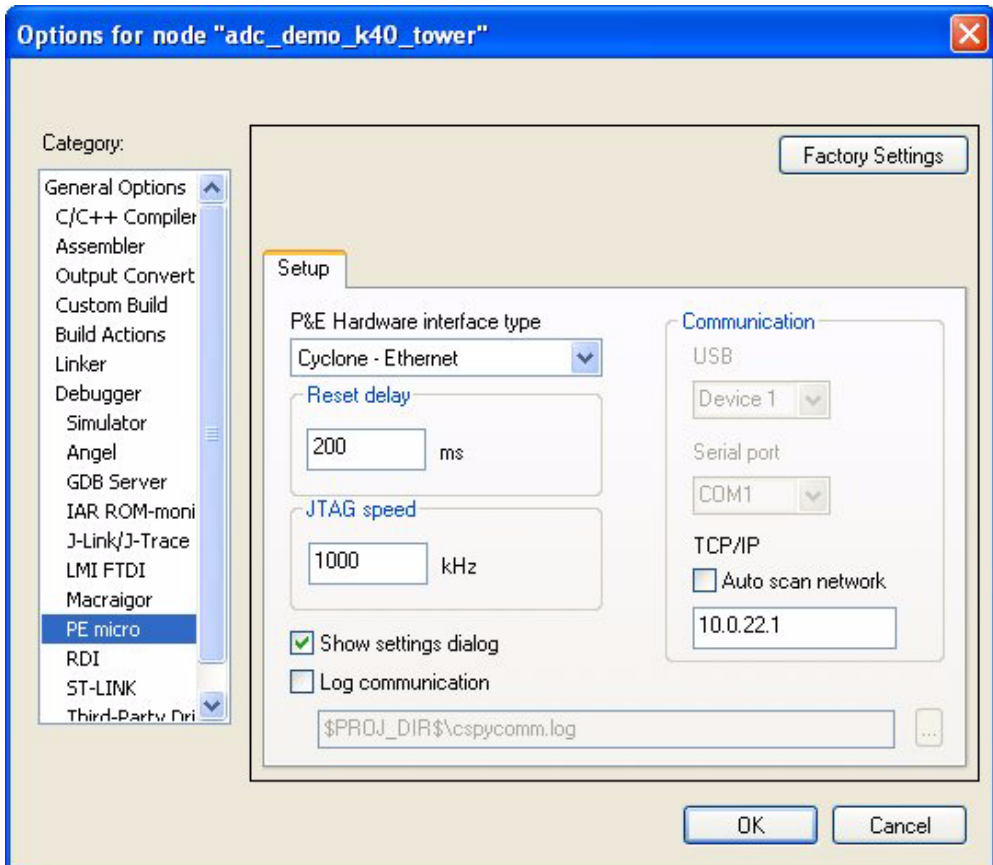 Options for node "adc_demo_k40_tower"
Category:
General Options
C/C++ Compiler
Assembler
Output Convert
Custom Build
Build Actions
Linker
Debugger
Simulator
Angel
GDB Server
IAR ROM-moni
J-Link/J-Trace
LMI FTDI
Macraigor
PE micro
RDI
ST-LINK
Third-Party Dri
Factory Settings
Setup
P&E Hardware interface type
Cyclone - Ethernet
Reset delay
200 ms
JTAG speed
1000 kHz
Show settings dialog
Log communication
$PROJ_DIR$\cspycomm.log
...
Communication
USB
Device 1
Serial port
COM1
TCP/IP
Auto scan network
10.0.22.1
OK
Cancel